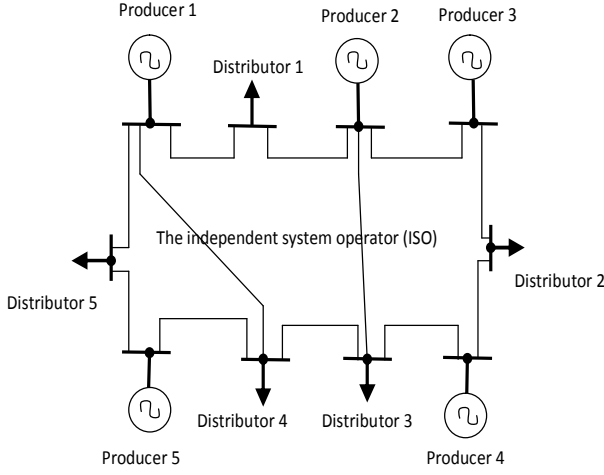 Producer 1
Producer 2
Producer 3
Distributor 1
The independent system operator (ISO)
Distributor 2
Distributor 5
Distributor 4
Distributor 3
Producer 5
Producer 4